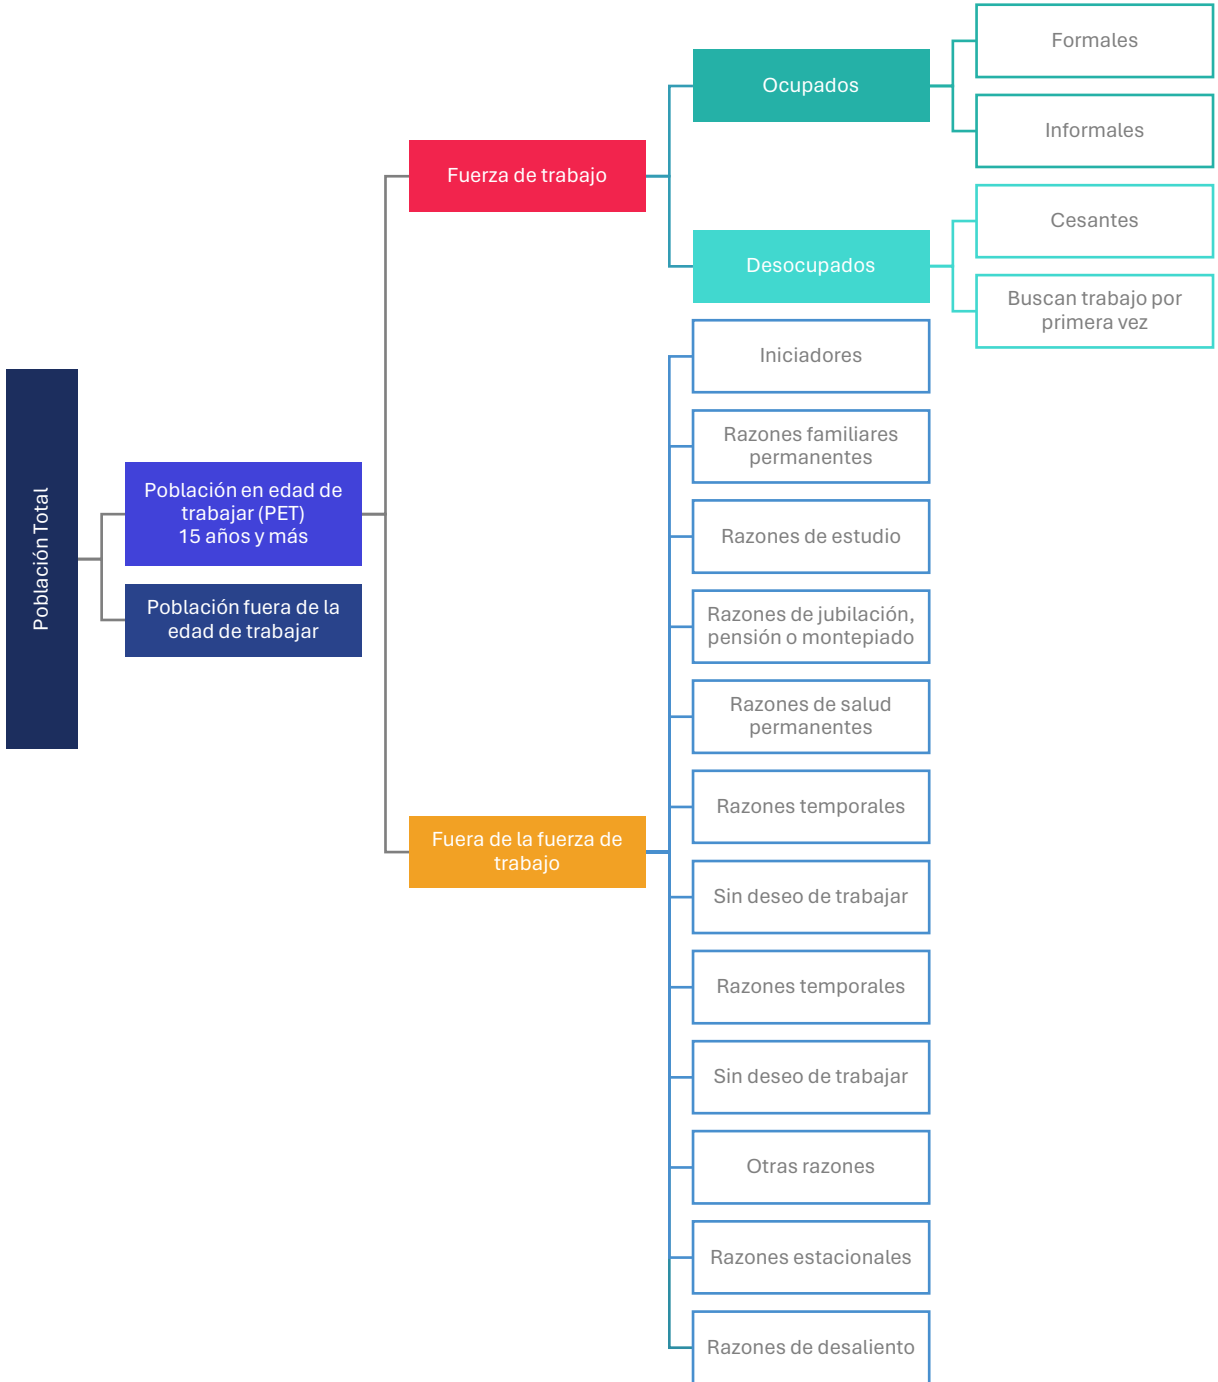 Formales
Ocupados
Informales
Fuerza de trabajo
Cesantes
Desocupados
Buscan trabajo por
primera vez
Iniciadores
Razones familiares
permanentes
Población Total
Población en edad de
trabajar (PET)
15 años y más
Razones de estudio
Población fuera de la
edad de trabajar
Razones de jubilación,
pensión o montepiado
Razones de salud
permanentes
Razones temporales
Fuera de la fuerza de
trabajo
Sin deseo de trabajar
Razones temporales
Sin deseo de trabajar
Otras razones
Razones estacionales
Razones de desaliento